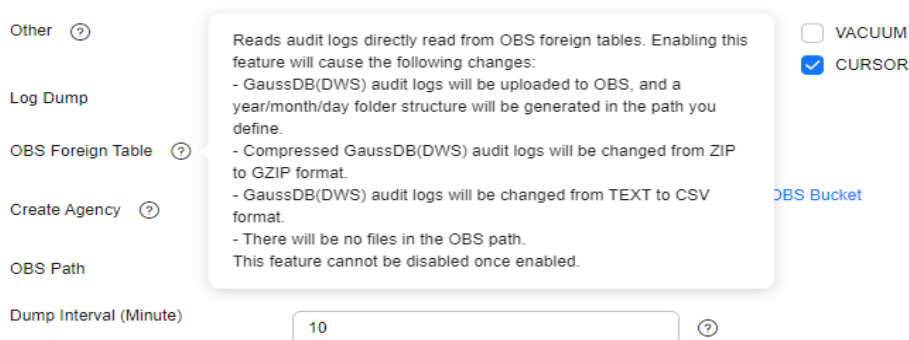 Other ?
VACUUM
CURSOR
Reads audit logs directly read from OBS foreign tables. Enabling this
feature will cause the following changes:
- GaussDB(DWS) audit logs will be uploaded to OBS, and a
year/month/day folder structure will be generated in the path you
define.
- Compressed GaussDB(DWS) audit logs will be changed from ZIP
to GZIP format.
- GaussDB(DWS) audit logs will be changed from TEXT to CSV
format.
- There will be no files in the OBS path.
This feature cannot be disabled once enabled.
Log Dump
OBS Foreign Table ?
Create Agency ?
OBS Bucket
OBS Path
Dump Interval (Minute)
10 ?